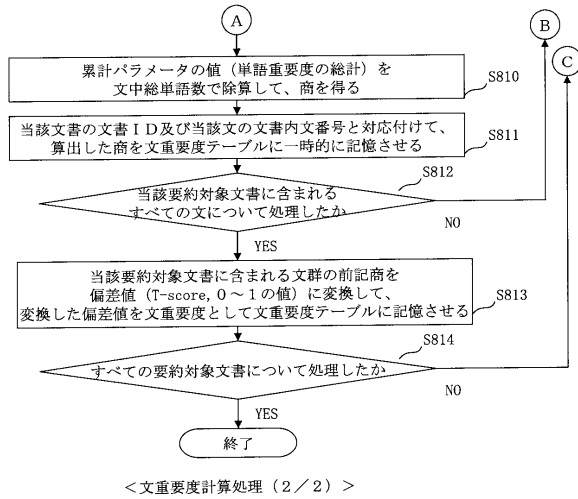 A
B
C
累計パラメータの値（単語重要度の総計）を
文中総単語数で除算して、商を得る
S810
当該文書の文書ＩＤ及び当該文の文書内文番号と対応付けて、
算出した商を文重要度テーブルに一時的に記憶させる
S811
当該要約対象文書に含まれる
すべての文について処理したか
S812
NO
YES
当該要約対象文書に含まれる文群の前記商を
偏差値（T-score,０～１の値）に変換して、
変換した偏差値を文重要度として文重要度テーブルに記憶させる
S813
すべての要約対象文書について処理したか
S814
NO
YES
終了
＜文重要度計算処理（２／２）＞